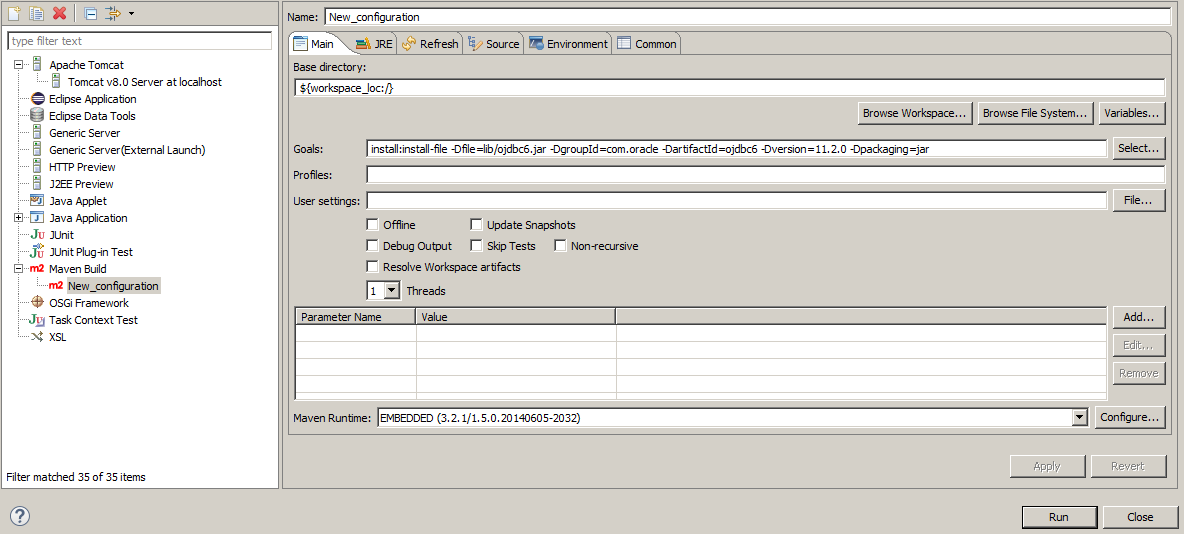 type filter text
Apache Tomcat
Tomcat v8.0 Server at localhost
Eclipse Application
Eclipse Data Tools
Generic Server
Generic Server(External Launch)
HTTP Preview
J2EE Preview
Java Applet
Java Application
Ju JUnit
JUnit Plug-in Test
m2 Maven Build
m2 New_configuration
OSGi Framework
Task Context Test
XSL
Filter matched 35 of 35 items
Name: New_configuration
Main JRE Refresh Source Environment Common
Base directory:
${workspace_loc:/}
Browse Workspace... Browse File System... Variables...
Goals: install:install-file -Dfile=lib/ojdbc6.jar -DgroupId=com.oracle -DartifactId=ojdbc6 -Dversion=11.2.0 -Dpackaging=jar Select...
Profiles:
User settings: File...
Offline Update Snapshots
Debug Output Skip Tests Non-recursive
Resolve Workspace artifacts
1 Threads
Parameter Name Value Add...
Edit...
Remove
Maven Runtime: EMBEDDED (3.2.1/1.5.0.20140605-2032) Configure...
Apply Revert
? Run Close